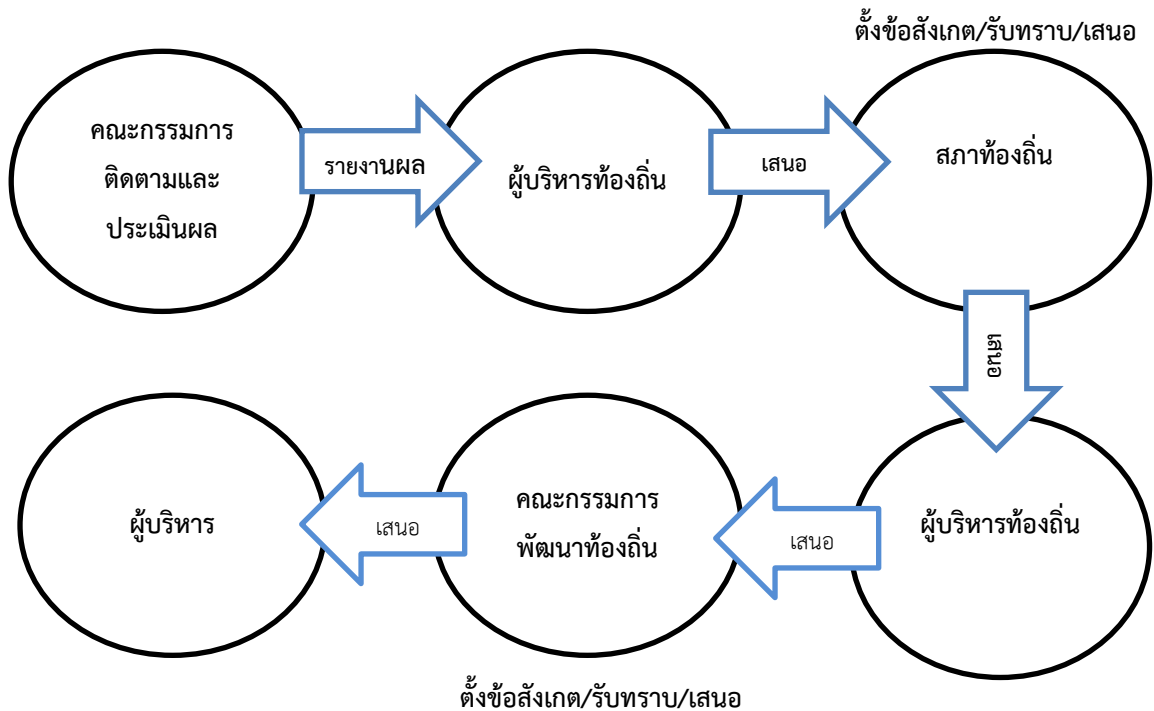 ตั้งข้อสังเกต/รับทราบ/เสนอ
คณะกรรมการ
ติดตามและ
ประเมินผล
รายงานผล
ผู้บริหารท้องถิ่น
เสนอ
สภาท้องถิ่น
เสนอ
ผู้บริหารท้องถิ่น
เสนอ
คณะกรรมการ
พัฒนาท้องถิ่น
เสนอ
ผู้บริหาร
ตั้งข้อสังเกต/รับทราบ/เสนอ